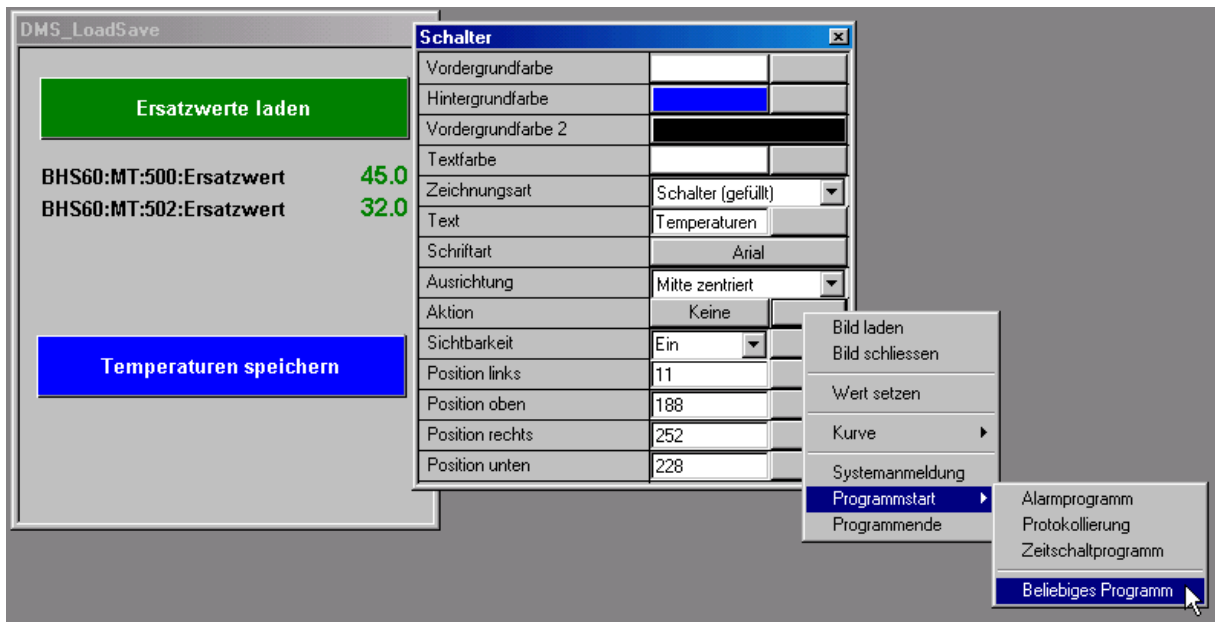 DMS_LoadSave
Ersatzwerte laden
BHS60:MT:500:Ersatzwert 45.0
BHS60:MT:502:Ersatzwert 32.0
Temperaturen speichern
Schalter
Vordergrundfarbe
Hintergrundfarbe
Vordergrundfarbe 2
Textfarbe
Zeichnungsart Schalter (gefüllt)
Text Temperaturen
Schriftart Arial
Ausrichtung Mitte zentriert
Aktion Keine
Sichtbarkeit Ein
Position links 11
Position oben 188
Position rechts 252
Position unten 228
Bild laden
Bild schliessen
Wert setzen
Kurve
Systemanmeldung
Programmstart
Programmende
Alarmprogramm
Protokollierung
Zeitschaltprogramm
Beliebiges Programm